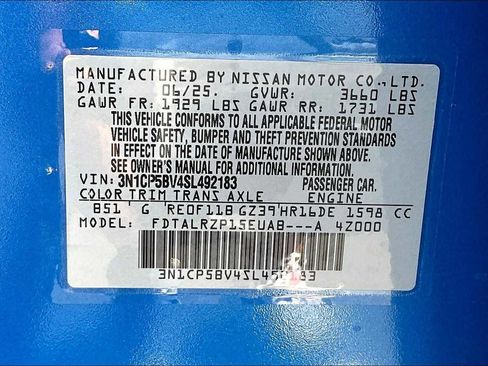 MANUFACTURED BY NISSAN MOTOR CO., LTD.
DATE: 06/25. GVWR: 3660 LBS
GAWR FR: 1929 LBS GAWR RR: 1731 LBS
THIS VEHICLE CONFORMS TO ALL APPLICABLE FEDERAL MOTOR
VEHICLE SAFETY, BUMPER AND THEFT PREVENTION STANDARDS
IN EFFECT ON THE DATE OF MANUFACTURE SHOWN ABOVE.
SEE OWNER'S MANUAL FOR ADDITIONAL INFORMATION.
VIN: 3N1CP5BV4SL492183 PASSENGER CAR.
COLOR TRIM TRANS AXLE ENGINE
B51 G RE0F11B GZ39 HR16DE 1598 CC
MODEL: FDTALRZP15EUAB---A 4Z000